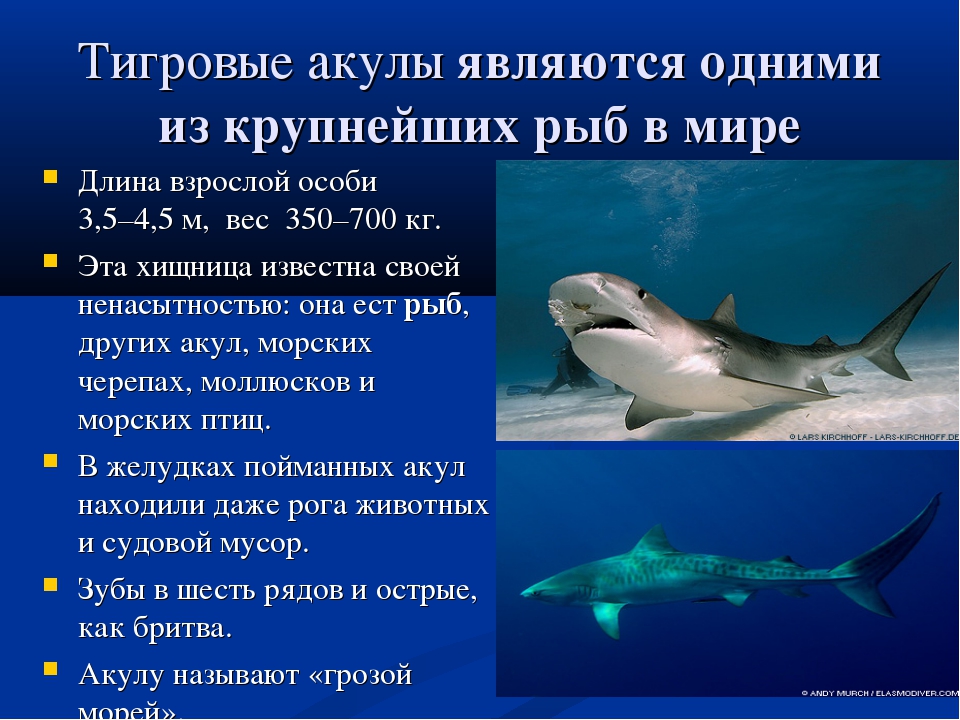 Тигровые акулы являются одними
из крупнейших рыб в мире
Длина взрослой особи
3,5–4,5 м, вес 350–700 кг.
Эта хищница известна своей
ненасытностью: она ест рыб,
других акул, морских
черепах, моллюсков и
морских птиц.
В желудках пойманных акул
находили даже рога животных
и судовой мусор.
Зубы в шесть рядов и острые,
как бритва.
Акулу называют «грозой
морей».
© LARS KIRCHHOFF - LARS-KIRCHHOFF.DE
© ANDY MURCH / ELASMODIVER.COM